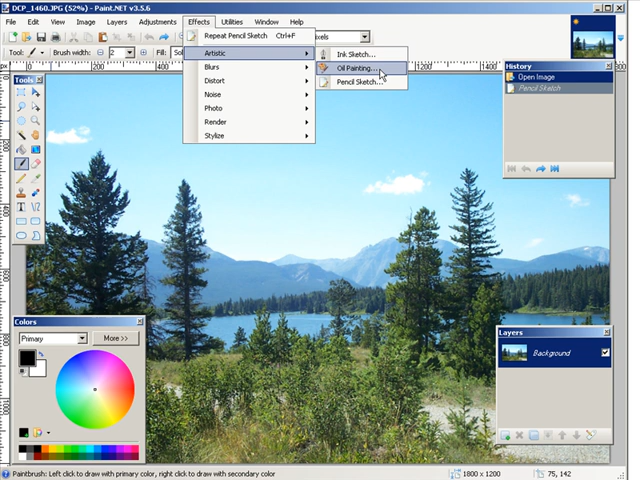 DCP_1460.JPG (52%) - Paint.NET v3.5.6
File Edit View Image Layers Adjustments Effects Utilities Window Help
Repeat Pencil Sketch Ctrl+F
Artistic
Blurs
Distort
Noise
Photo
Render
Stylize
Ink Sketch...
Oil Painting...
Pencil Sketch...
Tool: Brush width: 2 Fill: Soli
px
Tools
History
Open Image
Pencil Sketch
Colors
Primary More >>
Layers
Background
Paintbrush: Left click to draw with primary color, right click to draw with secondary color 1800 x 1200 75, 142